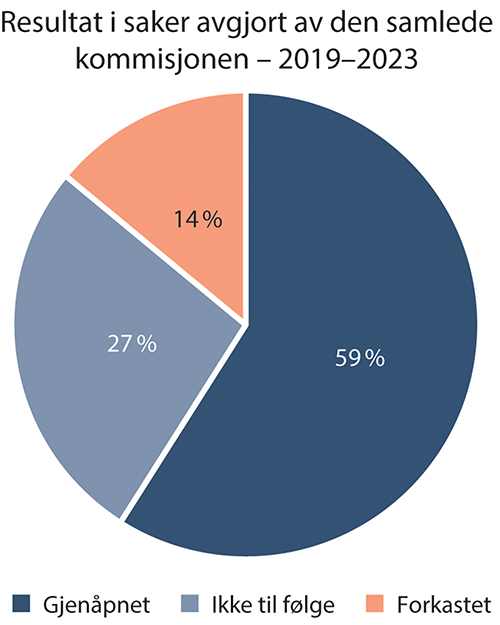 Resultat i saker avgjort av den samlede
kommisjonen – 2019–2023
14 %
27 %
59 %
Gjenåpnet Ikke til følge Forkastet